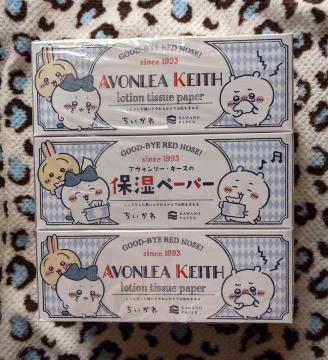 GOOD-BYE RED NOSE!
since 1993
AVONLEA KEITH
lotion tissue paper
ちいかわ
KAWANO
PAPER
GOOD-BYE RED NOSE!
since 1993
アヴォンリー・キースの
保湿ペーパー
ちいかわ
KAWANO
PAPER
GOOD-BYE RED NOSE!
since 1993
AVONLEA KEITH
lotion tissue paper
ちいかわ
KAWANO
PAPER